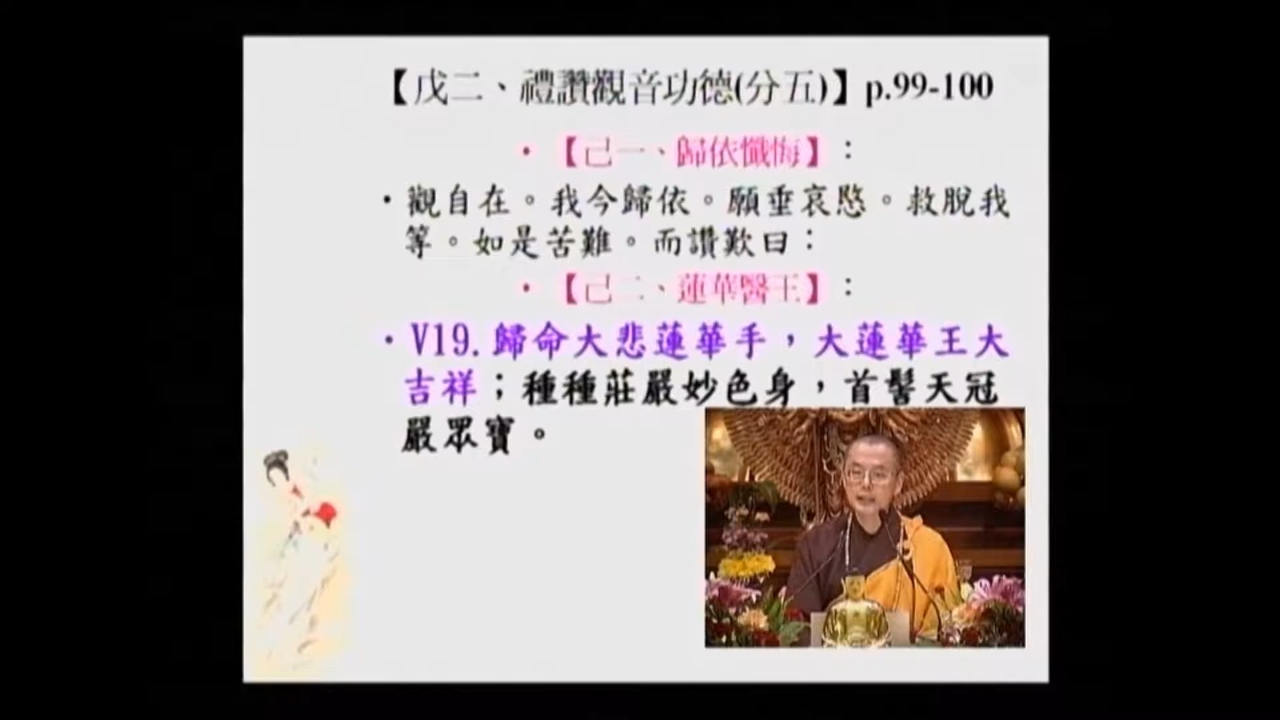 【戊二、禮讚觀音功德(分五)】p.99-100
•【己一、歸依懺悔】：
•觀自在。我今歸依。願垂哀愍。救脫我
等。如是苦難。而讚歎曰：
•【己二、蓮華醫王】：
•V19.歸命大悲蓮華手，大蓮華王大
吉祥；種種莊嚴妙色身，首髻天冠
嚴眾寶。